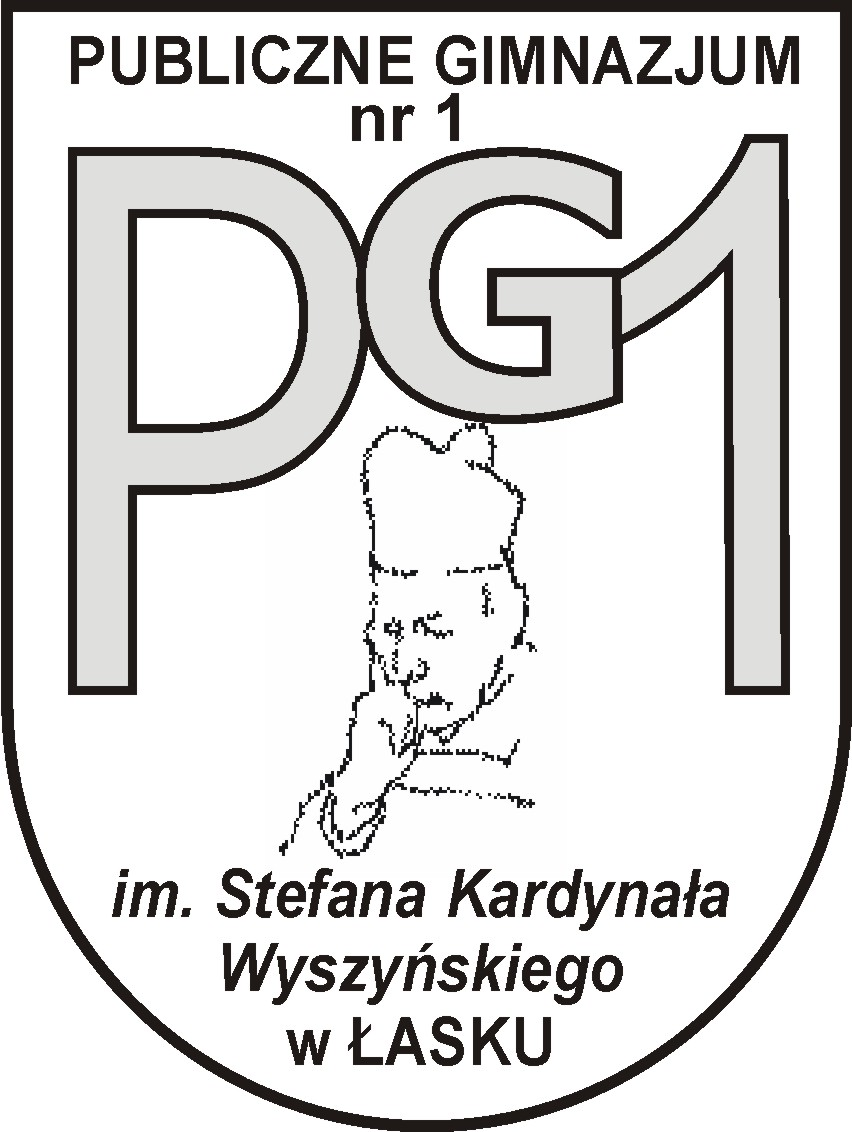 PUBLICZNE GIMNAZJUM
nr 1
PG1
im. Stefana Kardynała
Wyszyńskiego
w ŁASKU